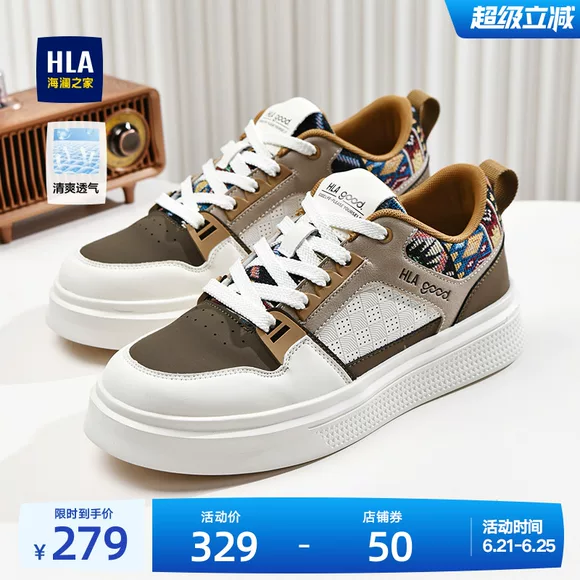 超级立减
HLA
海澜之家
清爽透气
HLA good.
HLA good.
HLA good.
限时到手价
¥279
活动价
329
-
店铺券
50
活动时间
6.21-6.25